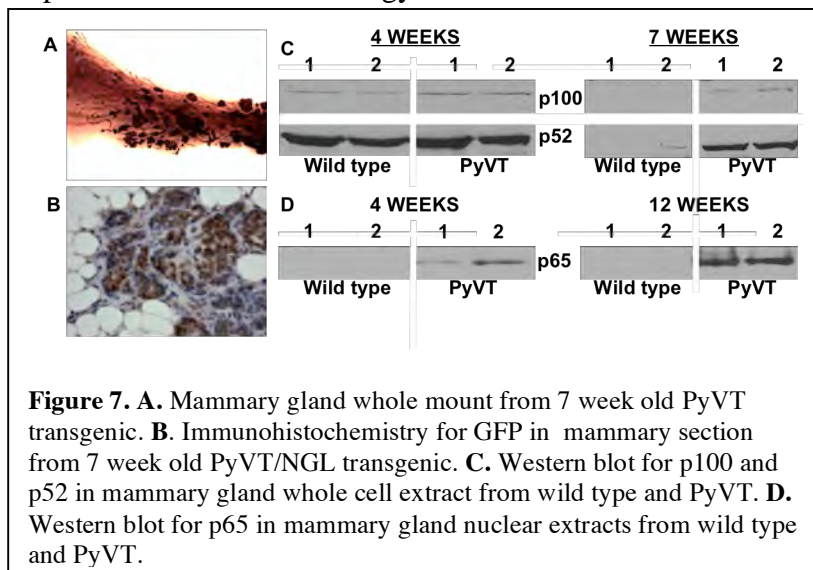 A
C
4 WEEKS
7 WEEKS
1 2 1 2 1 2 1 2
p100
p52
Wild type PyVT Wild type PyVT
B
D
4 WEEKS
12 WEEKS
1 2 1 2 1 2 1 2
p65
Wild type PyVT Wild type PyVT
Figure 7. A. Mammary gland whole mount from 7 week old PyVT
transgenic. B. Immunohistochemistry for GFP in mammary section
from 7 week old PyVT/NGL transgenic. C. Western blot for p100 and
p52 in mammary gland whole cell extract from wild type and PyVT. D.
Western blot for p65 in mammary gland nuclear extracts from wild type
and PyVT.